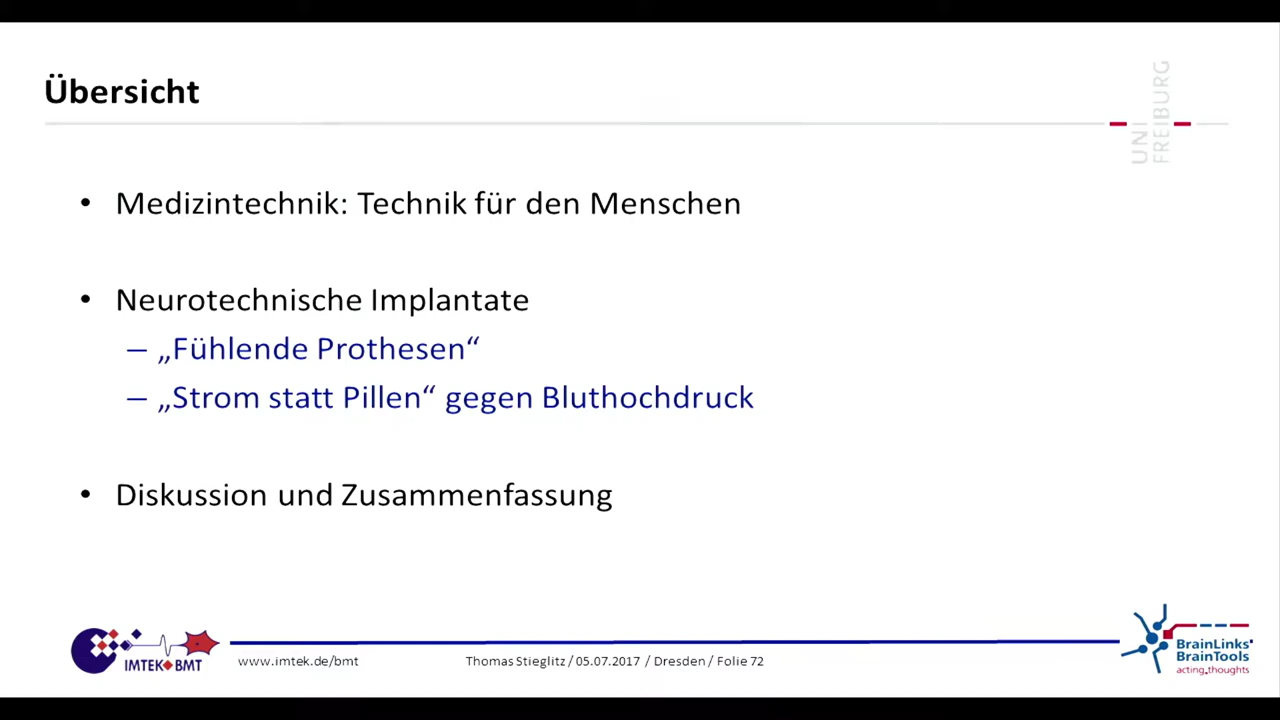 Übersicht
UNI
FREIBURG
• Medizintechnik: Technik für den Menschen
• Neurotechnische Implantate
– „Fühlende Prothesen“
– „Strom statt Pillen“ gegen Bluthochdruck
• Diskussion und Zusammenfassung
IMTEK BMT
www.imtek.de/bmt
Thomas Stieglitz / 05.07.2017 / Dresden / Folie 72
BrainLinks
BrainTools
acting.thoughts